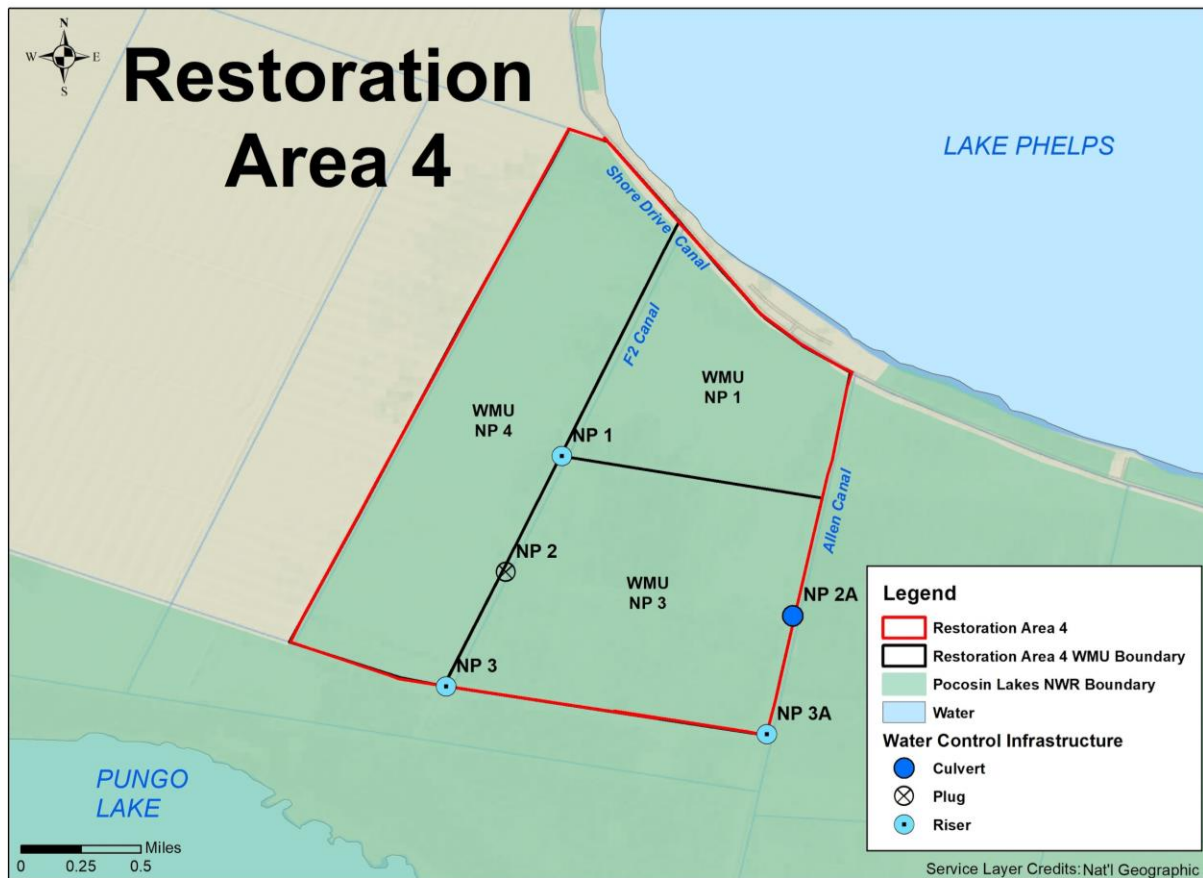 N
W E
S
Restoration
Area 4
LAKE PHELPS
Shore Drive Canal
F2 Canal
WMU
NP 1
WMU
NP 4
NP 1
Allen Canal
NP 2
WMU
NP 3
NP 2A
NP 3
NP 3A
PUNGO
LAKE
Miles
0 0.25 0.5
Legend
Restoration Area 4
Restoration Area 4 WMU Boundary
Pocosin Lakes NWR Boundary
Water
Water Control Infrastructure
Culvert
Plug
Riser
Service Layer Credits: Nat'l Geographic